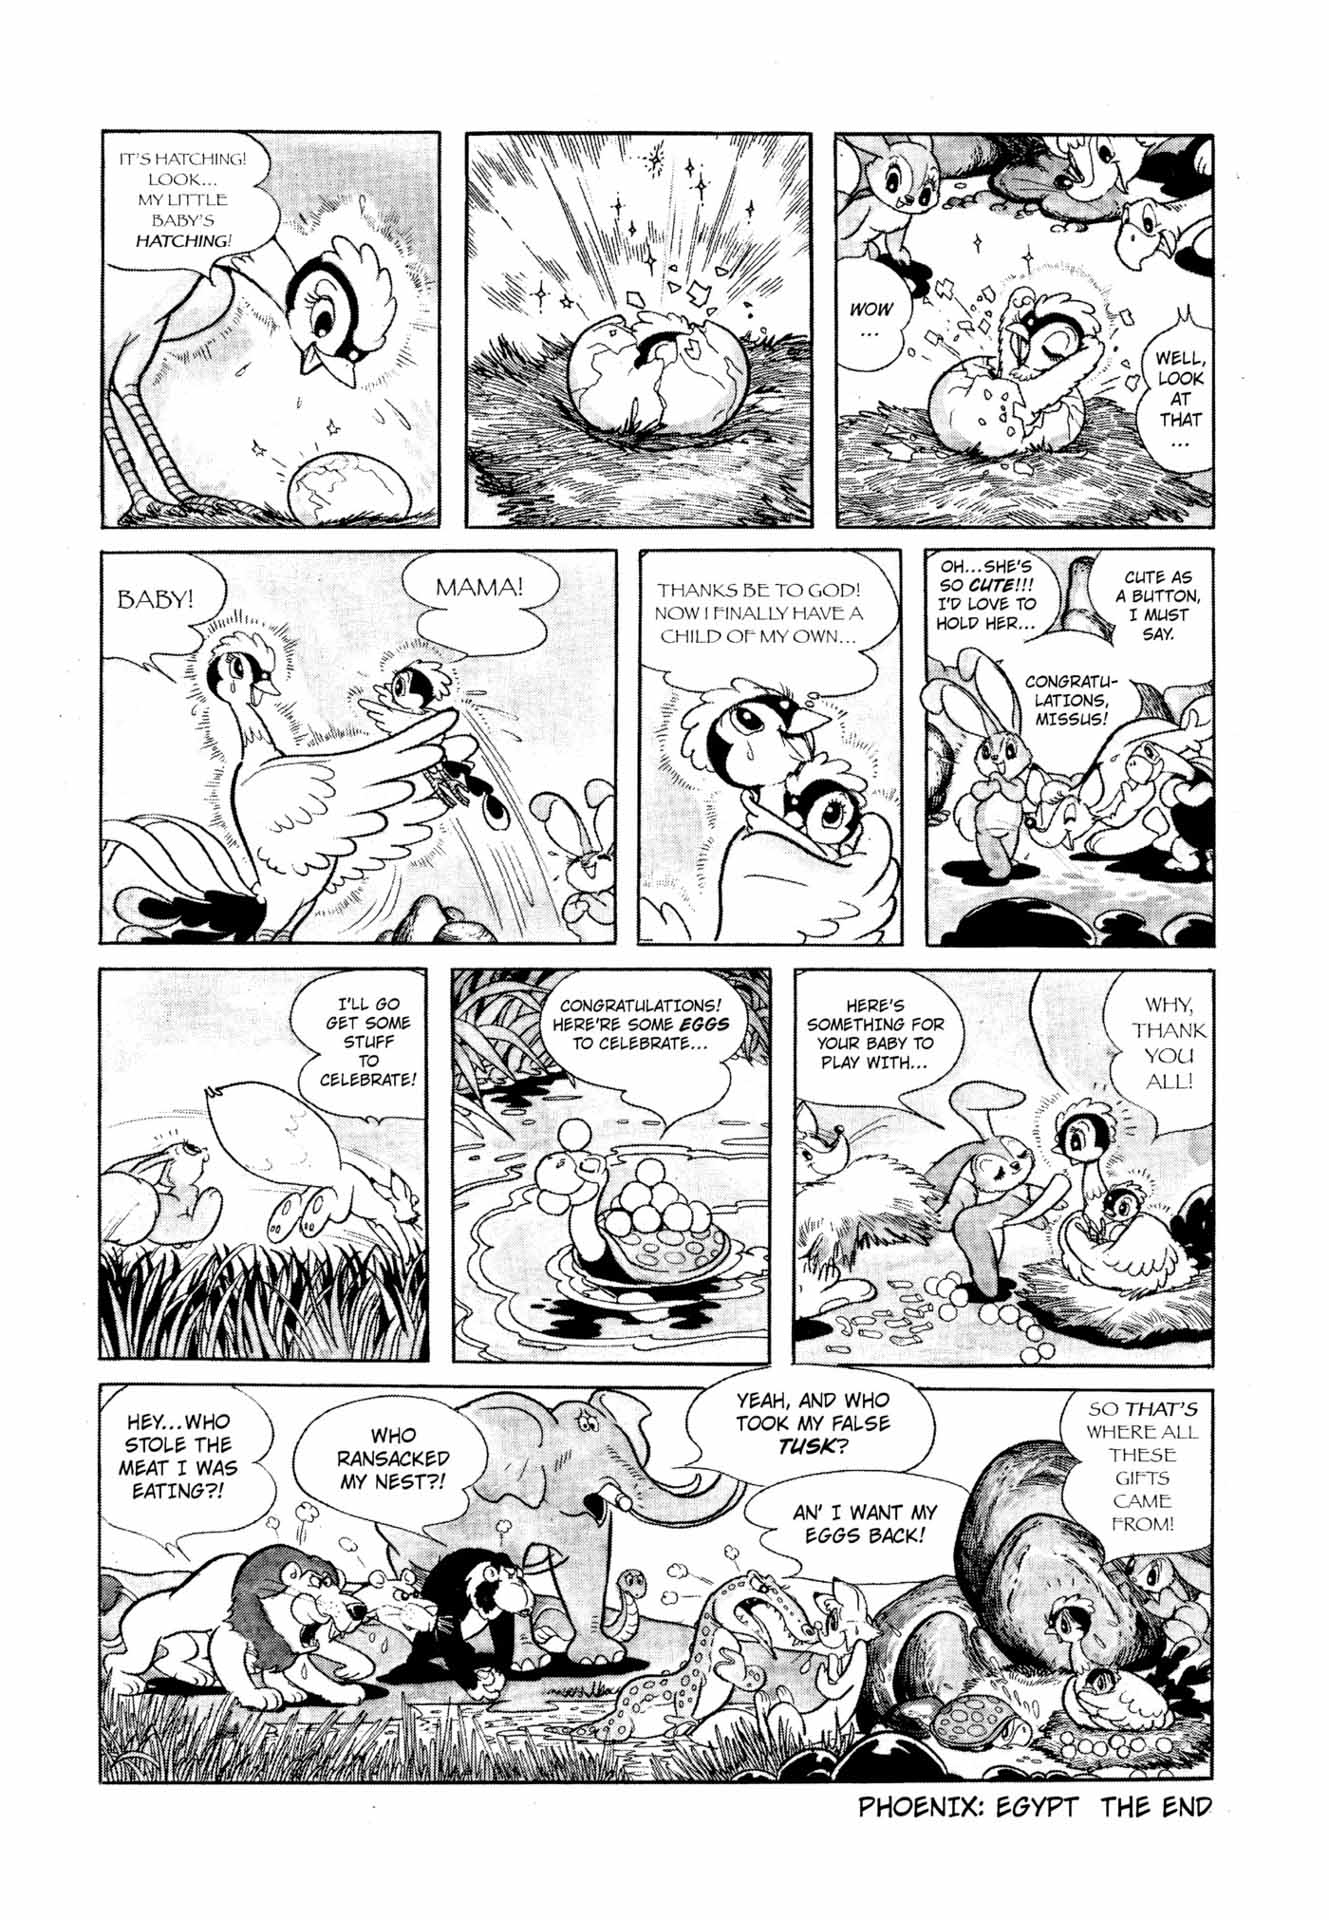 IT'S HATCHING!
LOOK...
MY LITTLE
BABY'S
HATCHING!
WOW
...
WELL,
LOOK
AT
THAT
...
BABY!
MAMA!
THANKS BE TO GOD!
NOW I FINALLY HAVE A
CHILD OF MY OWN...
OH...SHE'S
SO CUTE!!!
I'D LOVE TO
HOLD HER...
CUTE AS
A BUTTON,
I MUST
SAY.
CONGRATU-
LATIONS,
MISSUS!
I'LL GO
GET SOME
STUFF
TO
CELEBRATE!
CONGRATULATIONS!
HERE'RE SOME EGGS
TO CELEBRATE...
HERE'S
SOMETHING FOR
YOUR BABY TO
PLAY WITH...
WHY,
THANK
YOU
ALL!
HEY...WHO
STOLE THE
MEAT I WAS
EATING?!
WHO
RANSACKED
MY NEST?!
YEAH, AND WHO
TOOK MY FALSE
TUSK?
AN' I WANT MY
EGGS BACK!
SO THAT'S
WHERE ALL
THESE
GIFTS
CAME
FROM!
PHOENIX: EGYPT THE END